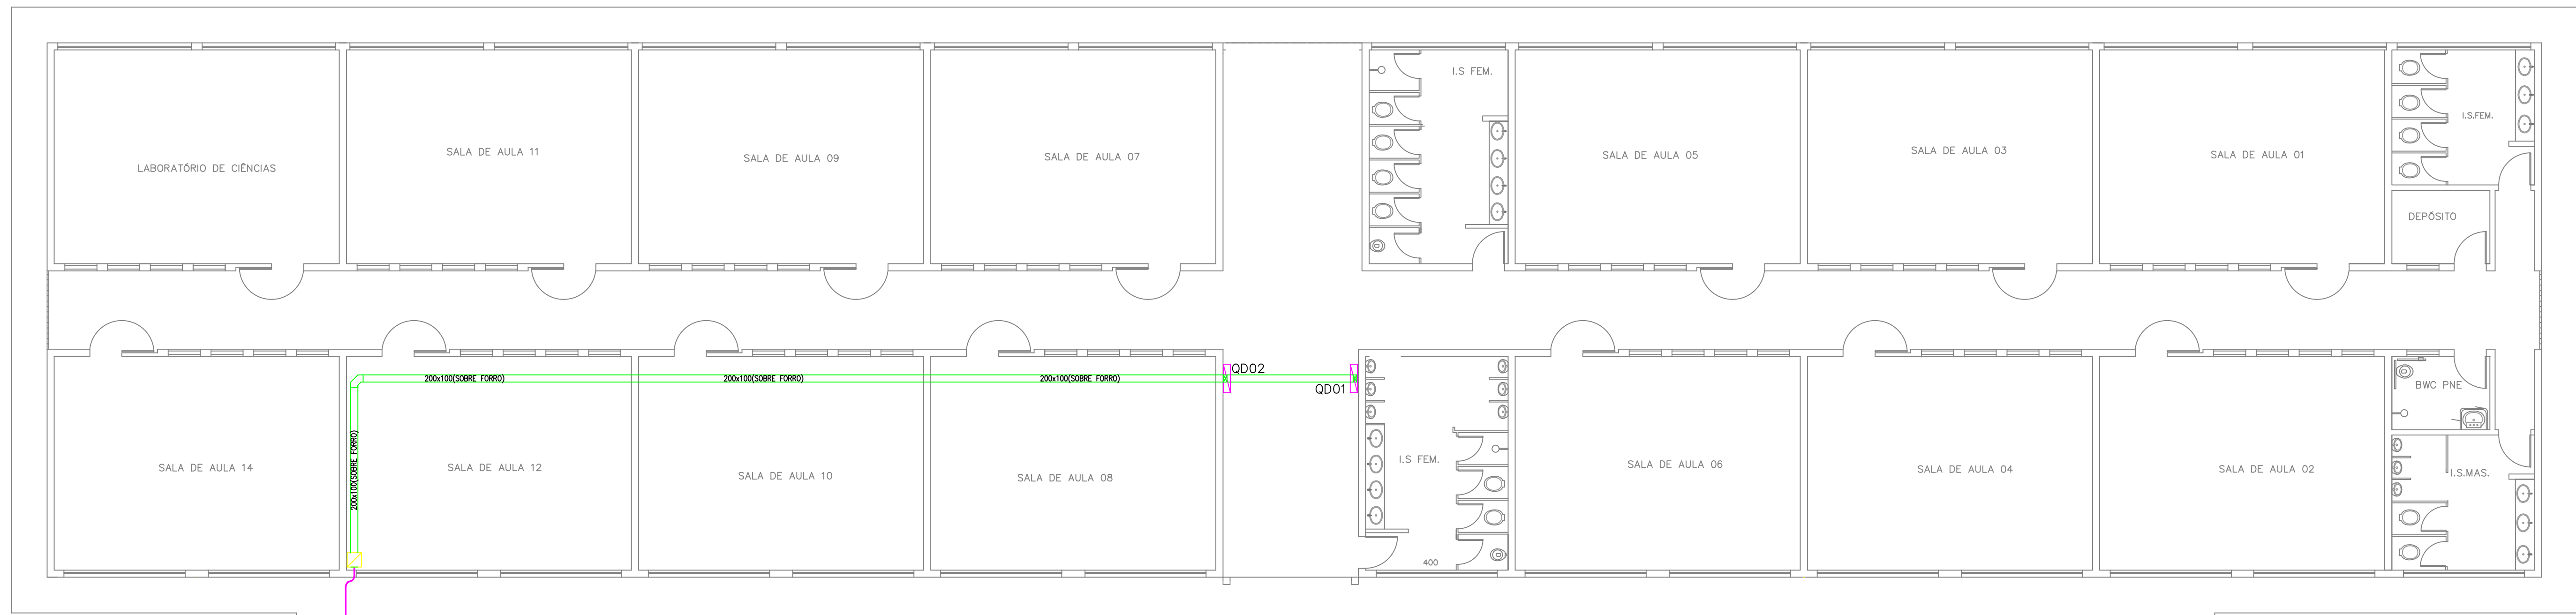 I.S FEM.
I.S.FEM.
SALA DE AULA 11
SALA DE AULA 09
SALA DE AULA 07
SALA DE AULA 05
SALA DE AULA 03
SALA DE AULA 01
LABORATÓRIO DE CIÊNCIAS
DEPÓSITO
QD02
200x100(SOBRE FORRO)
200x100(SOBRE FORRO)
200x100(SOBRE FORRO)
QD01
BWC PNE
200x100(SOBRE FORRO)
SALA DE AULA 14
SALA DE AULA 12
SALA DE AULA 10
SALA DE AULA 08
I.S FEM.
SALA DE AULA 06
SALA DE AULA 04
SALA DE AULA 02
I.S.MAS.
400